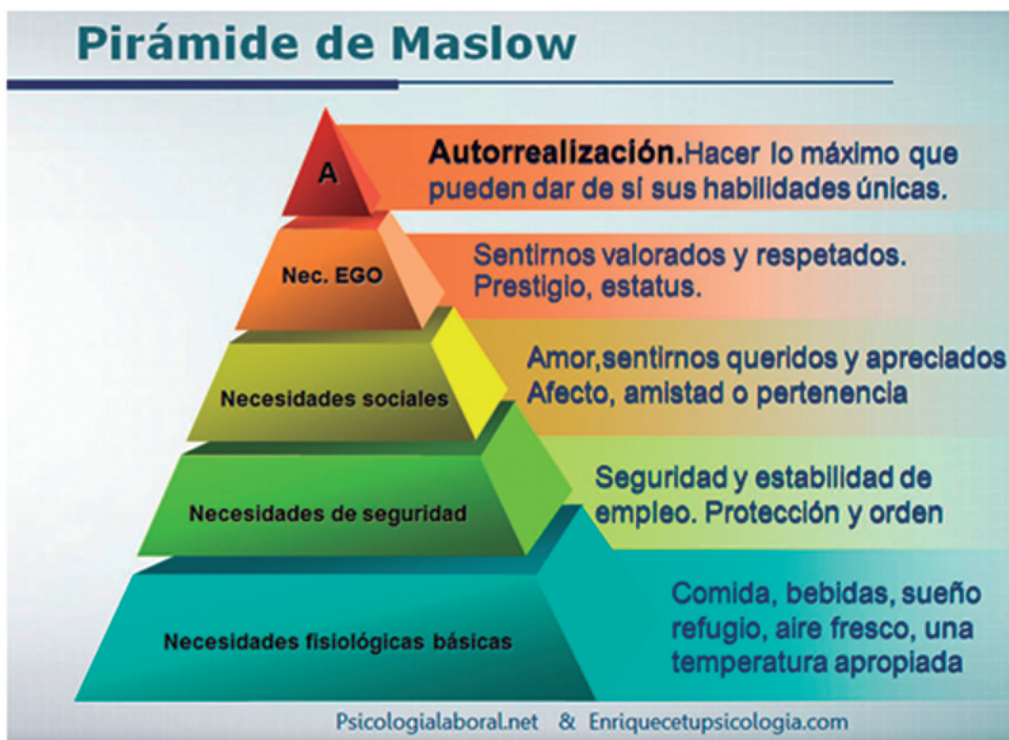 Pirámide de Maslow
A
Autorrealización.Hacer lo máximo que
pueden dar de sí sus habilidades únicas.
Nec. EGO
Sentirnos valorados y respetados.
Prestigio, estatus.
Necesidades sociales
Amor,sentirnos queridos y apreciados
Afecto, amistad o pertenencia
Necesidades de seguridad
Seguridad y estabilidad de
empleo. Protección y orden
Necesidades fisiológicas básicas
Comida, bebidas, sueño
refugio, aire fresco, una
temperatura apropiada
Psicologialaboral.net & Enriquecetupsicologia.com